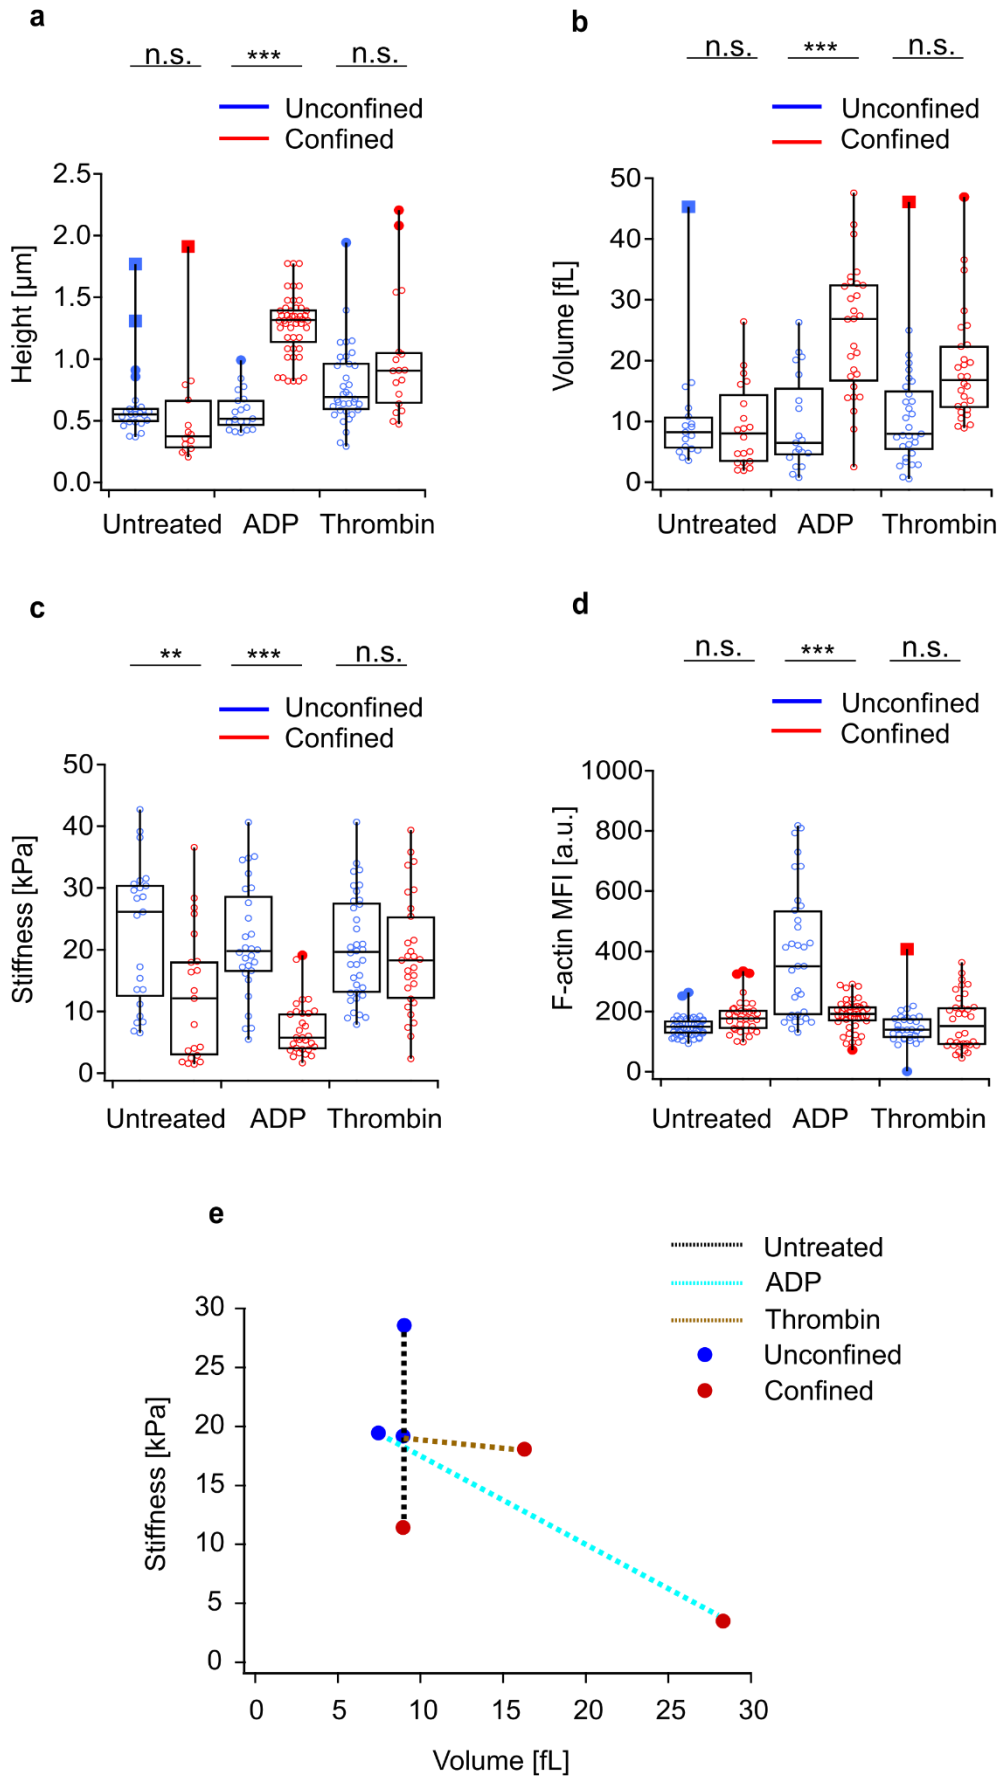 a
n.s. *** n.s.
Unconfined
Confined
2.5
2.0
1.5
1.0
0.5
0.0
Height [µm]
Untreated ADP Thrombin
b
n.s. *** n.s.
Unconfined
Confined
50
40
30
20
10
0
Volume [fL]
Untreated ADP Thrombin
c
** *** n.s.
Unconfined
Confined
50
40
30
20
10
0
Stiffness [kPa]
Untreated ADP Thrombin
d
n.s. *** n.s.
Unconfined
Confined
1000
800
600
400
200
0
F-actin MFI [a.u.]
Untreated ADP Thrombin
e
Untreated
ADP
Thrombin
Unconfined
Confined
30
25
20
15
10
5
0
Stiffness [kPa]
0 5 10 15 20 25 30
Volume [fL]